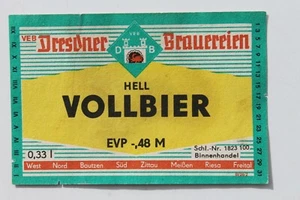 VEB Dresdner Brauereien
VEB
D B
HELL
VOLLBIER
EVP -,48 M
0,33 l
Schl.-Nr. 1823 100
Binnenhandel
West Nord Bautzen Süd Zittau Meißen Riesa Freital